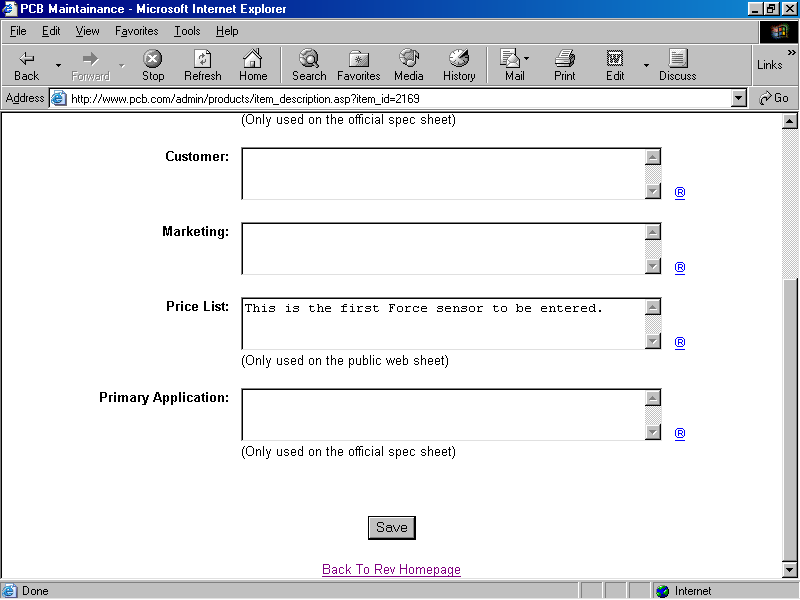 PCB Maintainance - Microsoft Internet Explorer
File Edit View Favorites Tools Help
Back Forward Stop Refresh Home Search Favorites Media History Mail Print Edit Discuss Links »
Address http://www.pcb.com/admin/products/item_description.asp?item_id=2169 Go
(Only used on the official spec sheet)
Customer:
®
Marketing:
®
Price List: This is the first Force sensor to be entered.
®
(Only used on the public web sheet)
Primary Application:
®
(Only used on the official spec sheet)
Save
Back To Rev Homepage
Done Internet